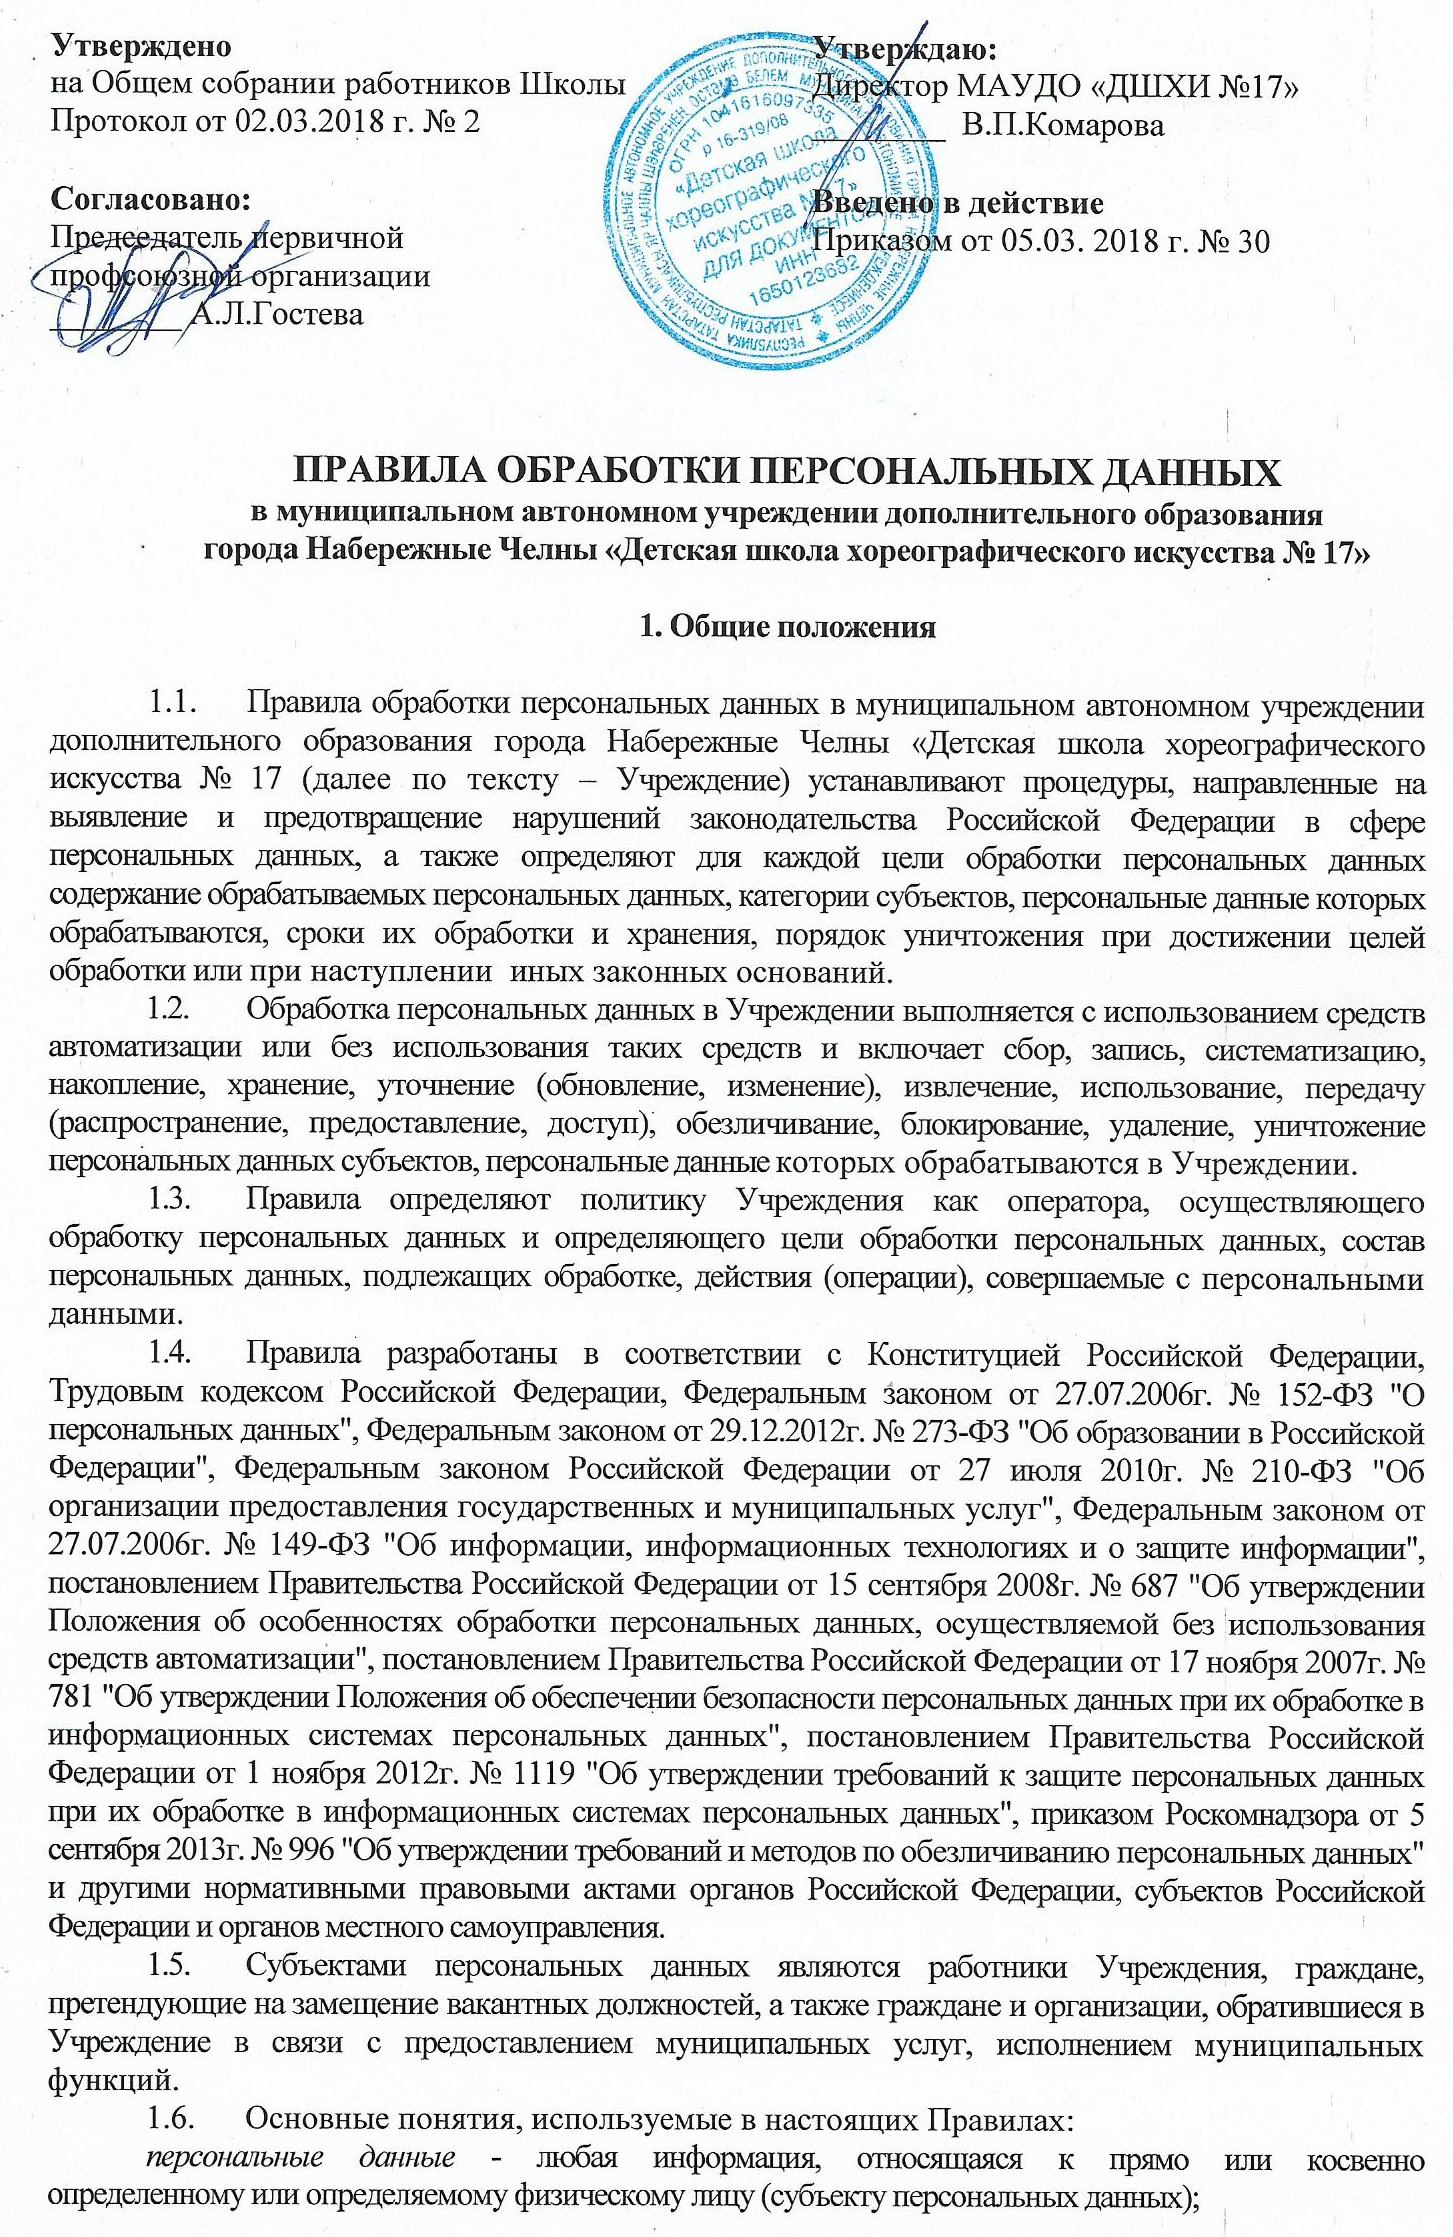 Утверждено
на Общем собрании работников Школы
Протокол от 02.03.2018 г. № 2
Согласовано:
Председатель первичной
профсоюзной организации
________ А.Л.Гостева
Утверждаю:
Директор МАУДО «ДШХИ №17»
________ В.П.Комарова
Введено в действие
Приказом от 05.03. 2018 г. № 30
р 16-319/08
«Детская школа
хореографического
искусства № 17»
ДЛЯ ДОКУМЕНТОВ
ИНН
1650123692
ПРАВИЛА ОБРАБОТКИ ПЕРСОНАЛЬНЫХ ДАННЫХ
в муниципальном автономном учреждении дополнительного образования
города Набережные Челны «Детская школа хореографического искусства № 17»
1. Общие положения
1.1. Правила обработки персональных данных в муниципальном автономном учреждении
дополнительного образования города Набережные Челны «Детская школа хореографического
искусства № 17 (далее по тексту – Учреждение) устанавливают процедуры, направленные на
выявление и предотвращение нарушений законодательства Российской Федерации в сфере
персональных данных, а также определяют для каждой цели обработки персональных данных
содержание обрабатываемых персональных данных, категории субъектов, персональные данные которых
обрабатываются, сроки их обработки и хранения, порядок уничтожения при достижении целей
обработки или при наступлении иных законных оснований.
1.2. Обработка персональных данных в Учреждении выполняется с использованием средств
автоматизации или без использования таких средств и включает сбор, запись, систематизацию,
накопление, хранение, уточнение (обновление, изменение), извлечение, использование, передачу
(распространение, предоставление, доступ), обезличивание, блокирование, удаление, уничтожение
персональных данных субъектов, персональные данные которых обрабатываются в Учреждении.
1.3. Правила определяют политику Учреждения как оператора, осуществляющего
обработку персональных данных и определяющего цели обработки персональных данных, состав
персональных данных, подлежащих обработке, действия (операции), совершаемые с персональными
данными.
1.4. Правила разработаны в соответствии с Конституцией Российской Федерации,
Трудовым кодексом Российской Федерации, Федеральным законом от 27.07.2006г. № 152-ФЗ "О
персональных данных", Федеральным законом от 29.12.2012г. № 273-ФЗ "Об образовании в Российской
Федерации", Федеральным законом Российской Федерации от 27 июля 2010г. № 210-ФЗ "Об
организации предоставления государственных и муниципальных услуг", Федеральным законом от
27.07.2006г. № 149-ФЗ "Об информации, информационных технологиях и о защите информации",
постановлением Правительства Российской Федерации от 15 сентября 2008г. № 687 "Об утверждении
Положения об особенностях обработки персональных данных, осуществляемой без использования
средств автоматизации", постановлением Правительства Российской Федерации от 17 ноября 2007г. №
781 "Об утверждении Положения об обеспечении безопасности персональных данных при их обработке в
информационных системах персональных данных", постановлением Правительства Российской
Федерации от 1 ноября 2012г. № 1119 "Об утверждении требований к защите персональных данных
при их обработке в информационных системах персональных данных", приказом Роскомнадзора от 5
сентября 2013г. № 996 "Об утверждении требований и методов по обезличиванию персональных данных"
и другими нормативными правовыми актами органов Российской Федерации, субъектов Российской
Федерации и органов местного самоуправления.
1.5. Субъектами персональных данных являются работники Учреждения, граждане,
претендующие на замещение вакантных должностей, а также граждане и организации, обратившиеся в
Учреждение в связи с предоставлением муниципальных услуг, исполнением муниципальных
функций.
1.6. Основные понятия, используемые в настоящих Правилах:
персональные данные - любая информация, относящаяся к прямо или косвенно
определенному или определяемому физическому лицу (субъекту персональных данных);